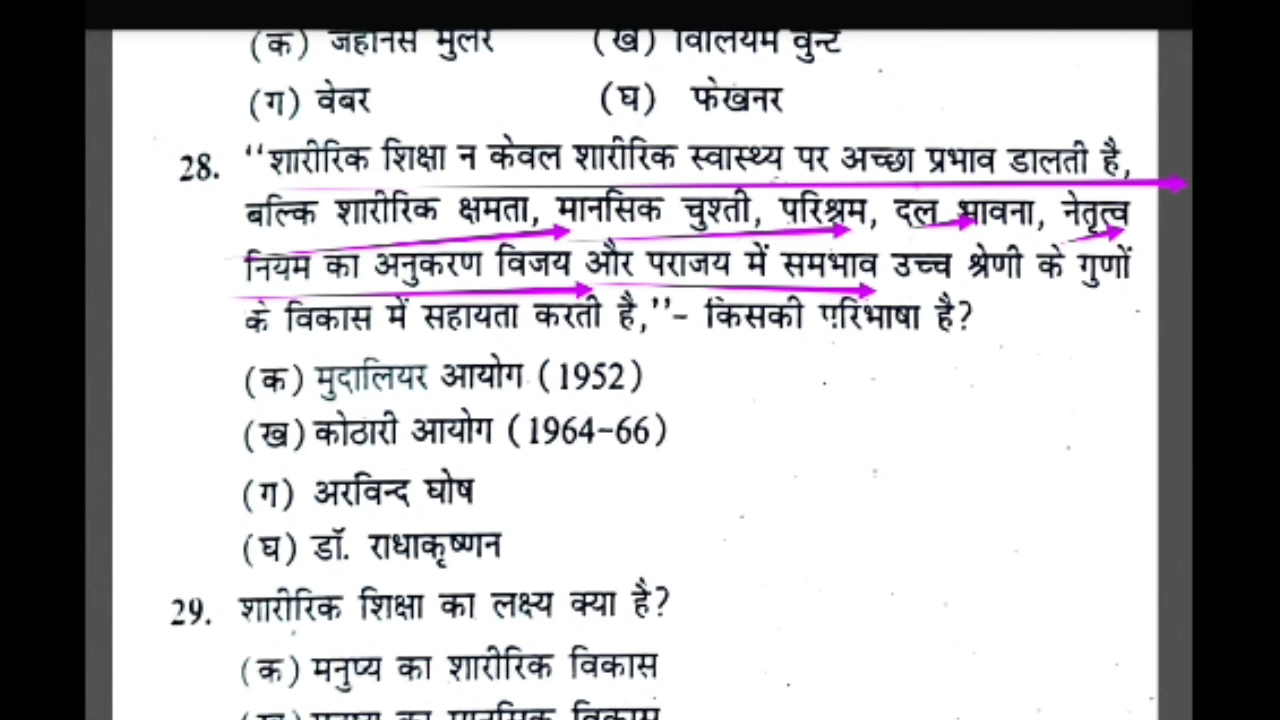 (क) जहानिस मुलर (ख) विलियम वुन्ट
(ग) वेबर (घ) फेखनर
28. ‘‘शारीरिक शिक्षा न केवल शारीरिक स्वास्थ्य पर अच्छा प्रभाव डालती है,
बल्कि शारीरिक क्षमता, मानसिक चुश्ती, परिश्रम, दल भावना, नेतृत्व
नियम का अनुकरण विजय और पराजय में समभाव उच्च श्रेणी के गुणों
के विकास में सहायता करती है,’’- किसकी परिभाषा है?
(क) मुदालियर आयोग (1952)
(ख) कोठारी आयोग (1964-66)
(ग) अरविन्द घोष
(घ) डॉ. राधाकृष्णन
29. शारीरिक शिक्षा का लक्ष्य क्या है?
(क) मनुष्य का शारीरिक विकास
(ख) मनुष्य का मानसिक विकास